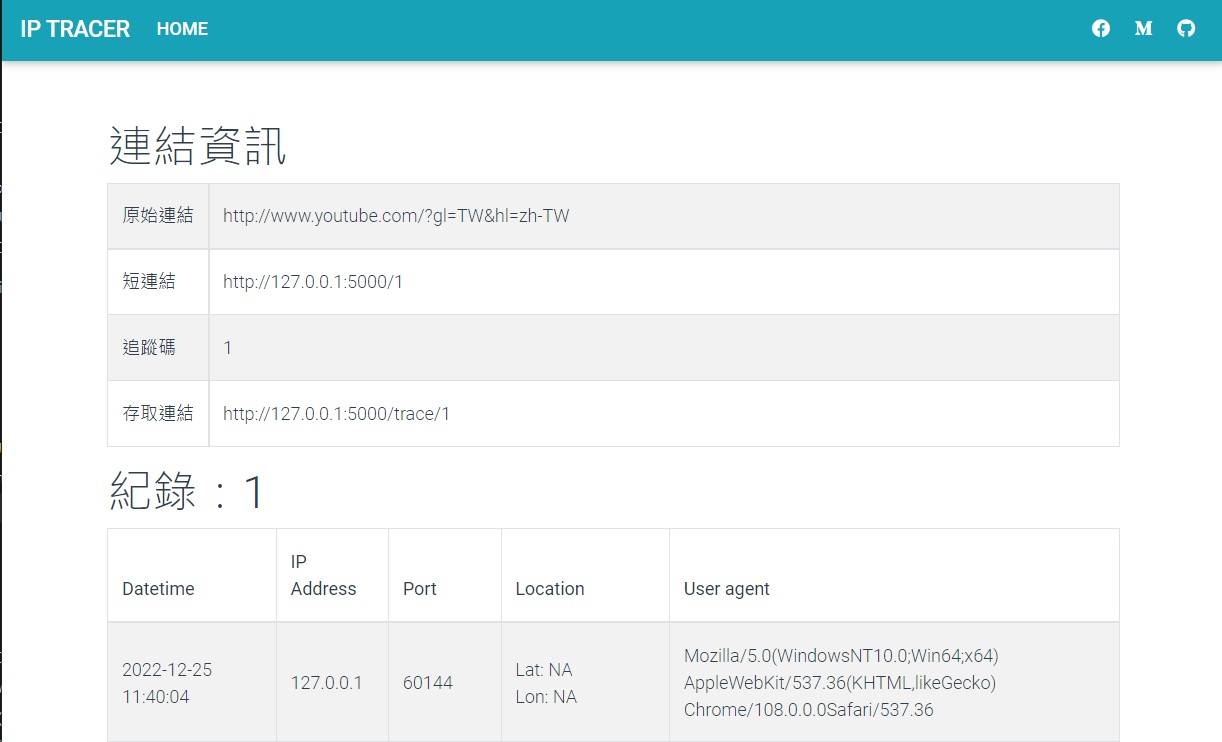 IP TRACER HOME
連結資訊
原始連結 http://www.youtube.com/?gl=TW&hl=zh-TW
短連結 http://127.0.0.1:5000/1
追蹤碼 1
存取連結 http://127.0.0.1:5000/trace/1
紀錄：1
Datetime
IP
Address
Port
Location
User agent
2022-12-25
11:40:04
127.0.0.1
60144
Lat: NA
Lon: NA
Mozilla/5.0(WindowsNT10.0;Win64;x64)
AppleWebKit/537.36(KHTML,likeGecko)
Chrome/108.0.0.0Safari/537.36